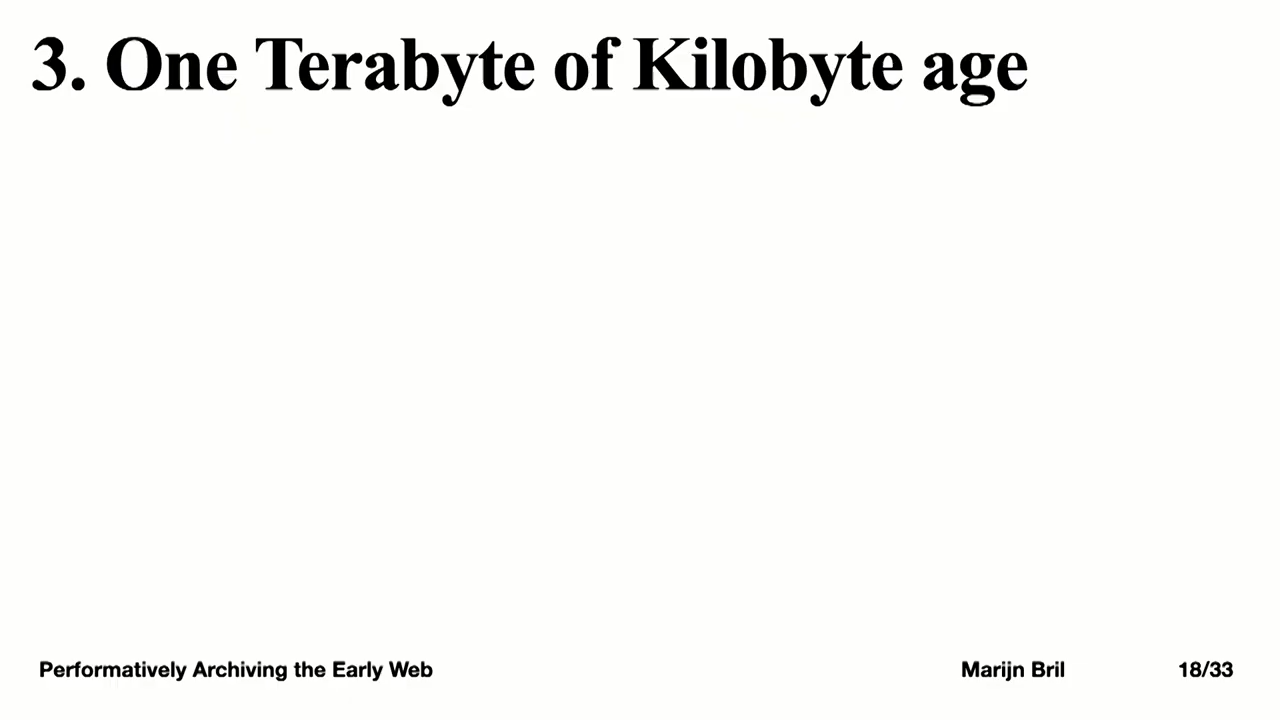 3. One Terabyte of Kilobyte age
Performatively Archiving the Early Web
Marijn Bril
18/33